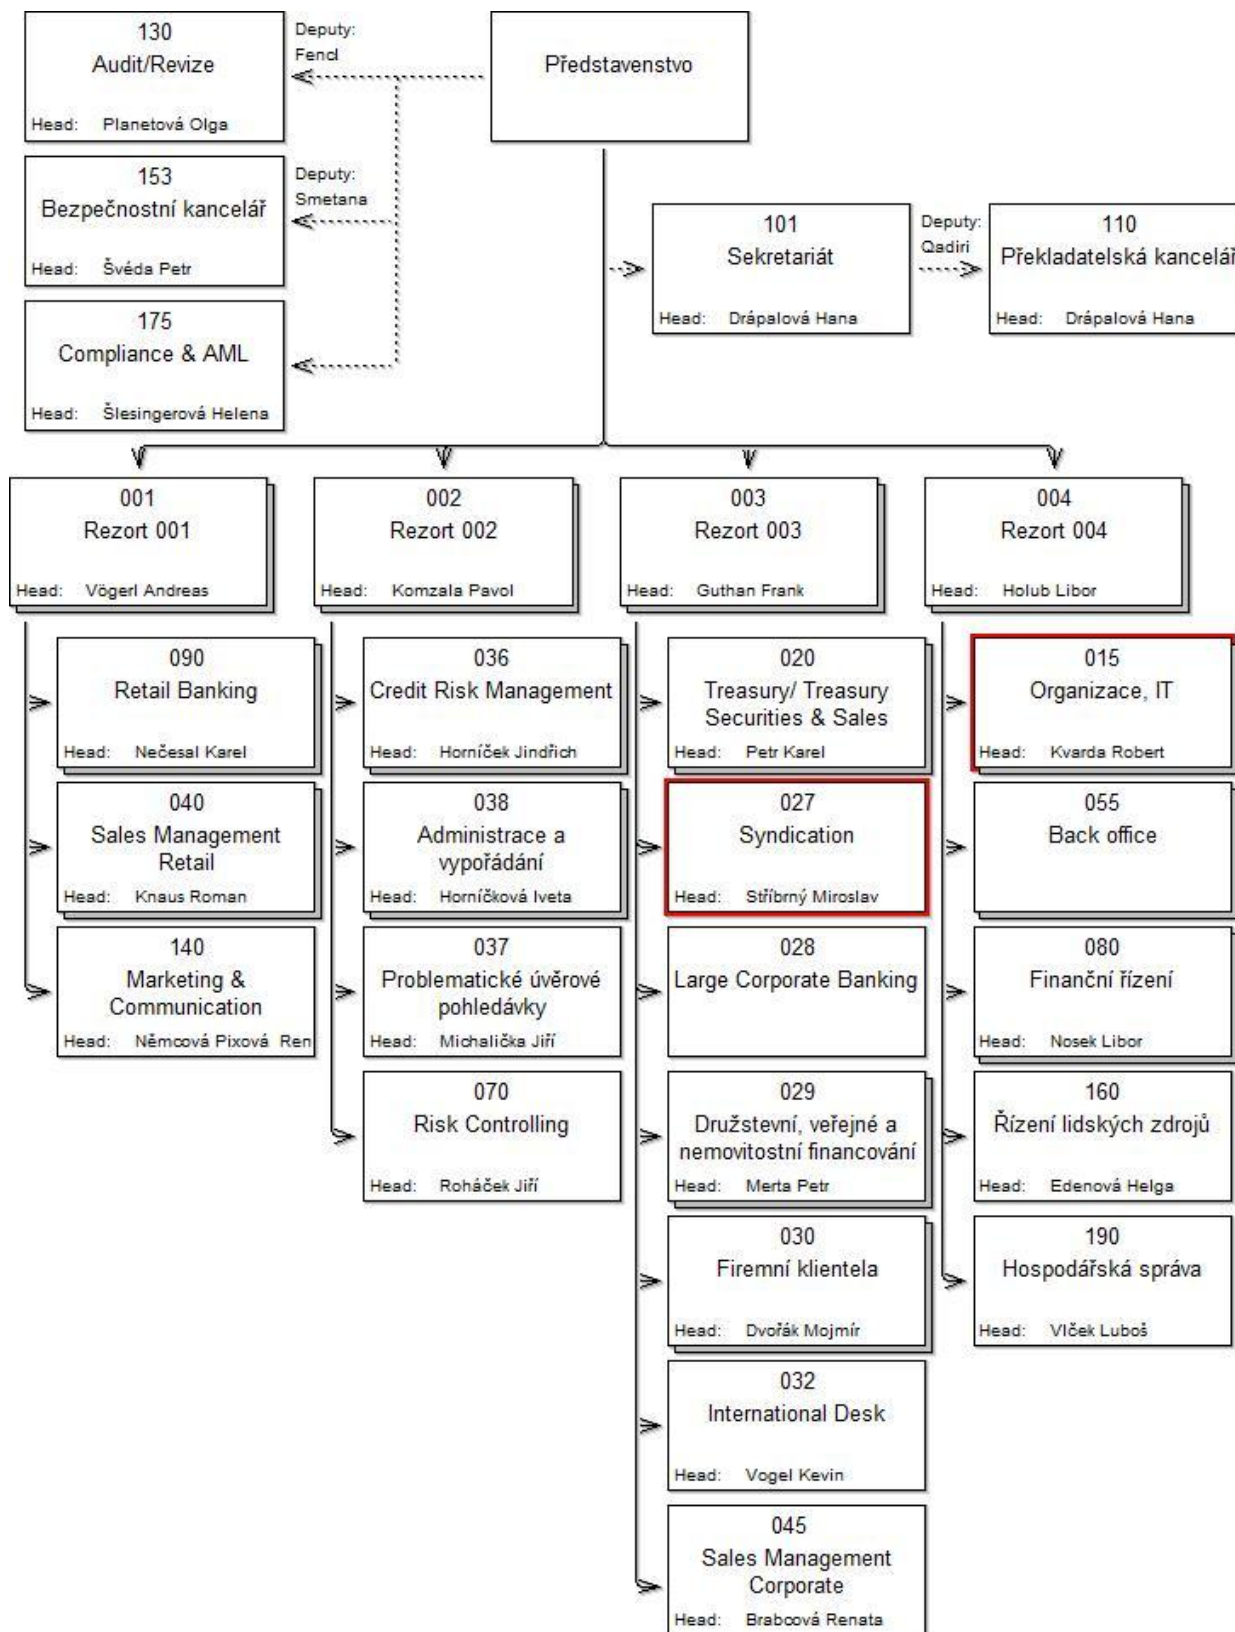 130
Audit/Revize
Head: Planetová Olga
Deputy:
Fencl
Představenstvo
153
Bezpečnostní kancelář
Head: Švéda Petr
Deputy:
Smetana
101
Sekretariát
Head: Drápalová Hana
Deputy:
Qadiri
110
Překladatelská kancelář
Head: Drápalová Hana
175
Compliance & AML
Head: Šlesingerová Helena
001
Rezort 001
Head: Vögerl Andreas
002
Rezort 002
Head: Komzala Pavol
003
Rezort 003
Head: Guthan Frank
004
Rezort 004
Head: Holub Libor
090
Retail Banking
Head: Nečesal Karel
040
Sales Management
Retail
Head: Knaus Roman
140
Marketing &
Communication
Head: Němcová Pixová Ren
036
Credit Risk Management
Head: Horníček Jindřich
038
Administrace a
vypořádání
Head: Horníčková Iveta
037
Problematické úvěrové
pohledávky
Head: Michalička Jiří
070
Risk Controlling
Head: Roháček Jiří
020
Treasury/ Treasury
Securities & Sales
Head: Petr Karel
027
Syndication
Head: Stříbrný Miroslav
028
Large Corporate Banking
029
Družstevní, veřejné a
nemovitostní financování
Head: Merta Petr
030
Firemní klientela
Head: Dvořák Mojmír
032
International Desk
Head: Vogel Kevin
045
Sales Management
Corporate
Head: Brabcová Renata
015
Organizace, IT
Head: Kvarda Robert
055
Back office
080
Finanční řízení
Head: Nosek Libor
160
Řízení lidských zdrojů
Head: Edenová Helga
190
Hospodářská správa
Head: Vlček Luboš